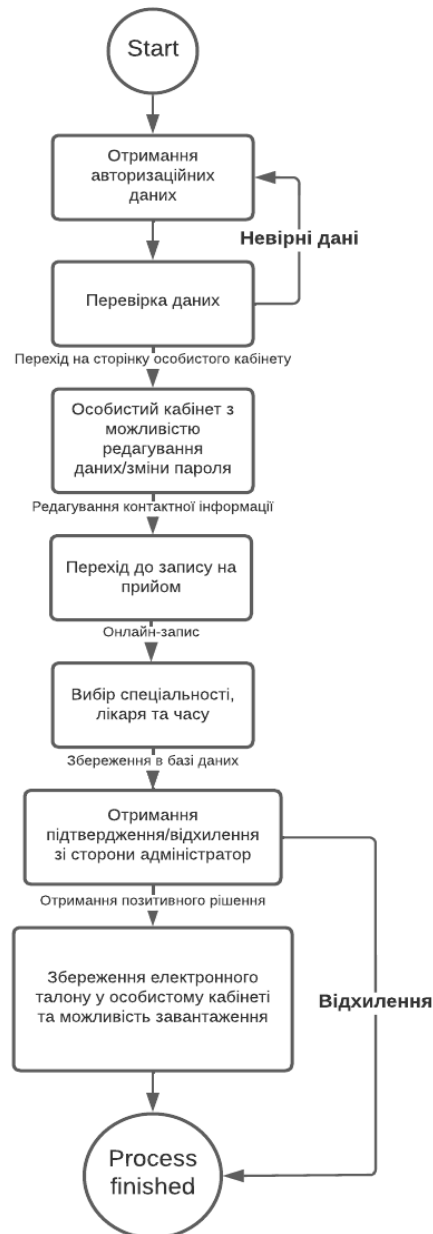 Start
Отримання
авторизаційних
даних
Невірні дані
Перевірка даних
Перехід на сторінку особистого кабінету
Особистий кабінет з
можливістю
редагування
даних/зміни пароля
Редагування контактної інформації
Перехід до запису на
прийом
Онлайн-запис
Вибір спеціальності,
лікаря та часу
Збереження в базі даних
Отримання
підтвердження/відхилення
зі сторони адміністратор
Отримання позитивного рішення
Збереження електронного
талону у особистому кабінеті
та можливість завантаження
Відхилення
Process
finished